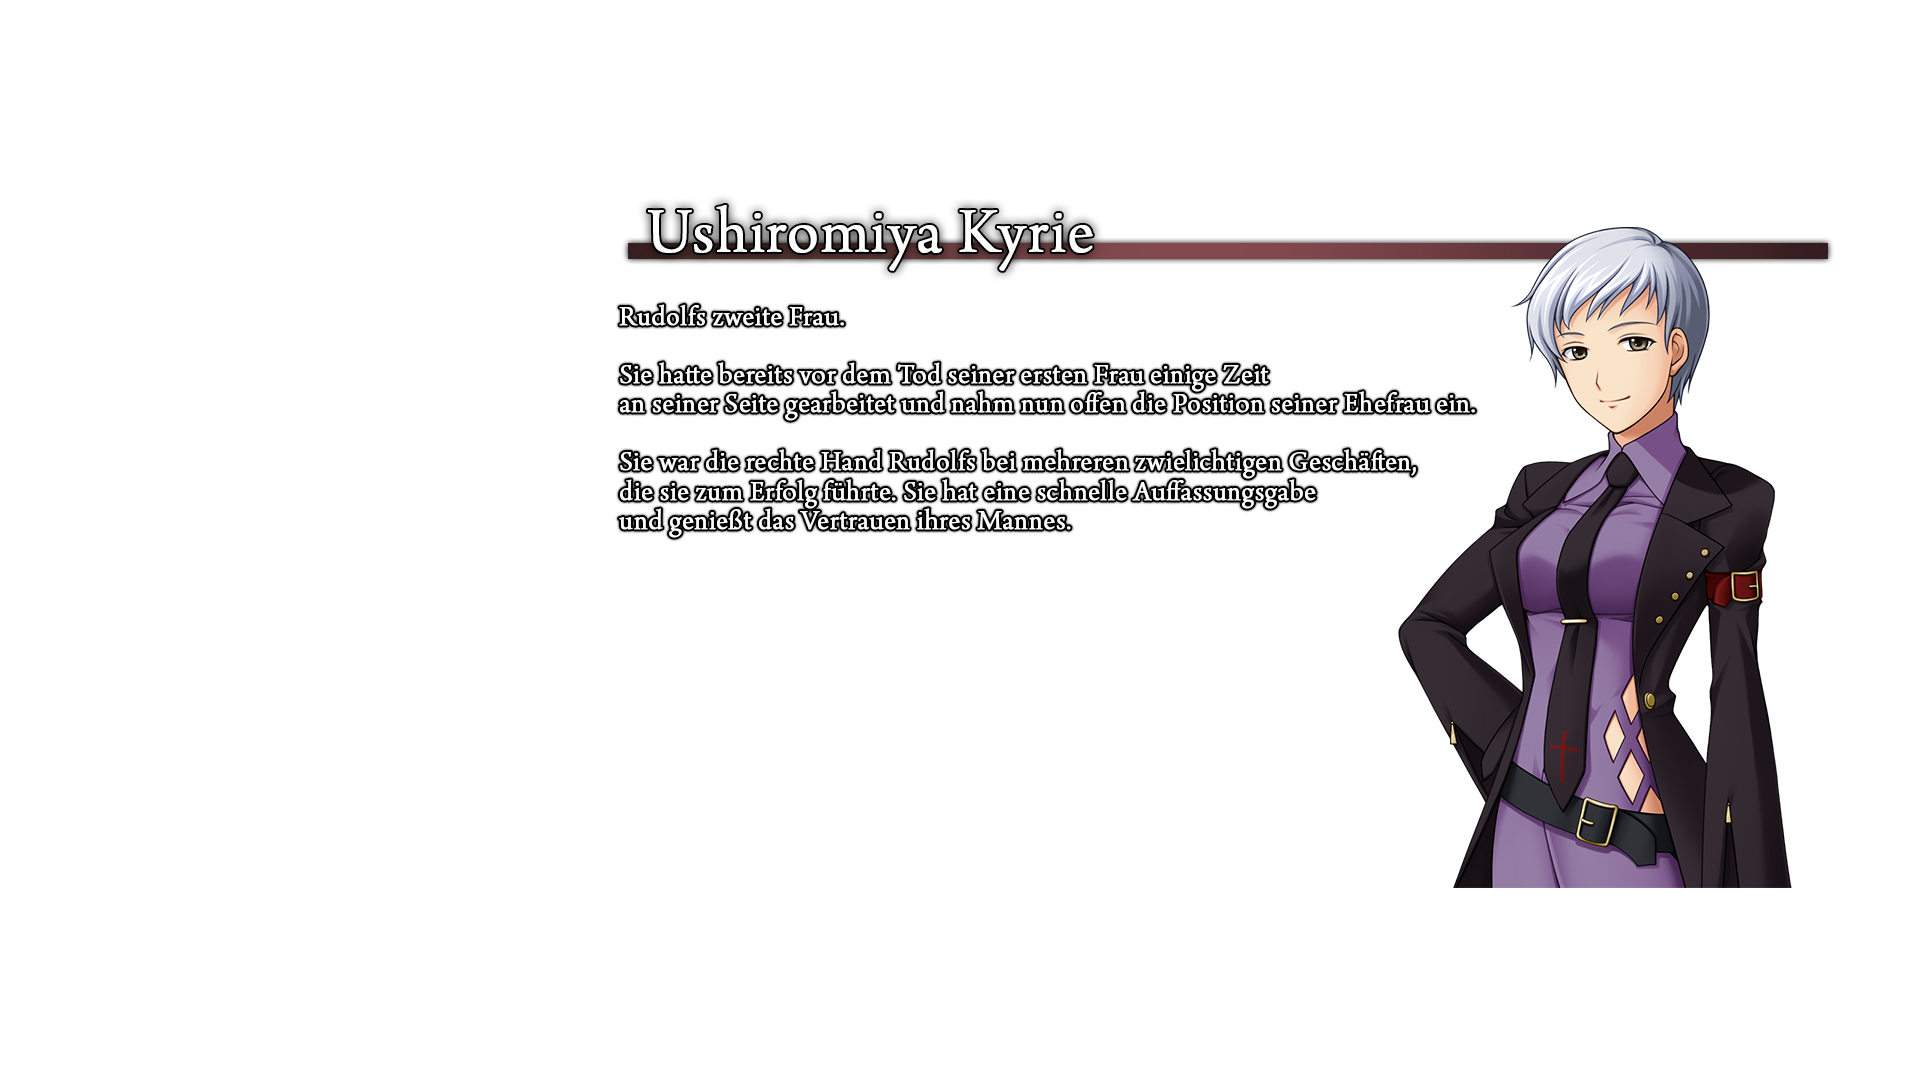 Ushiromiya Kyrie
Rudolfs zweite Frau.
Sie hatte bereits vor dem Tod seiner ersten Frau einige Zeit
an seiner Seite gearbeitet und nahm nun offen die Position seiner Ehefrau ein.
Sie war die rechte Hand Rudolfs bei mehreren zwielichtigen Geschäften,
die sie zum Erfolg führte. Sie hat eine schnelle Auffassungsgabe
und genießt das Vertrauen ihres Mannes.